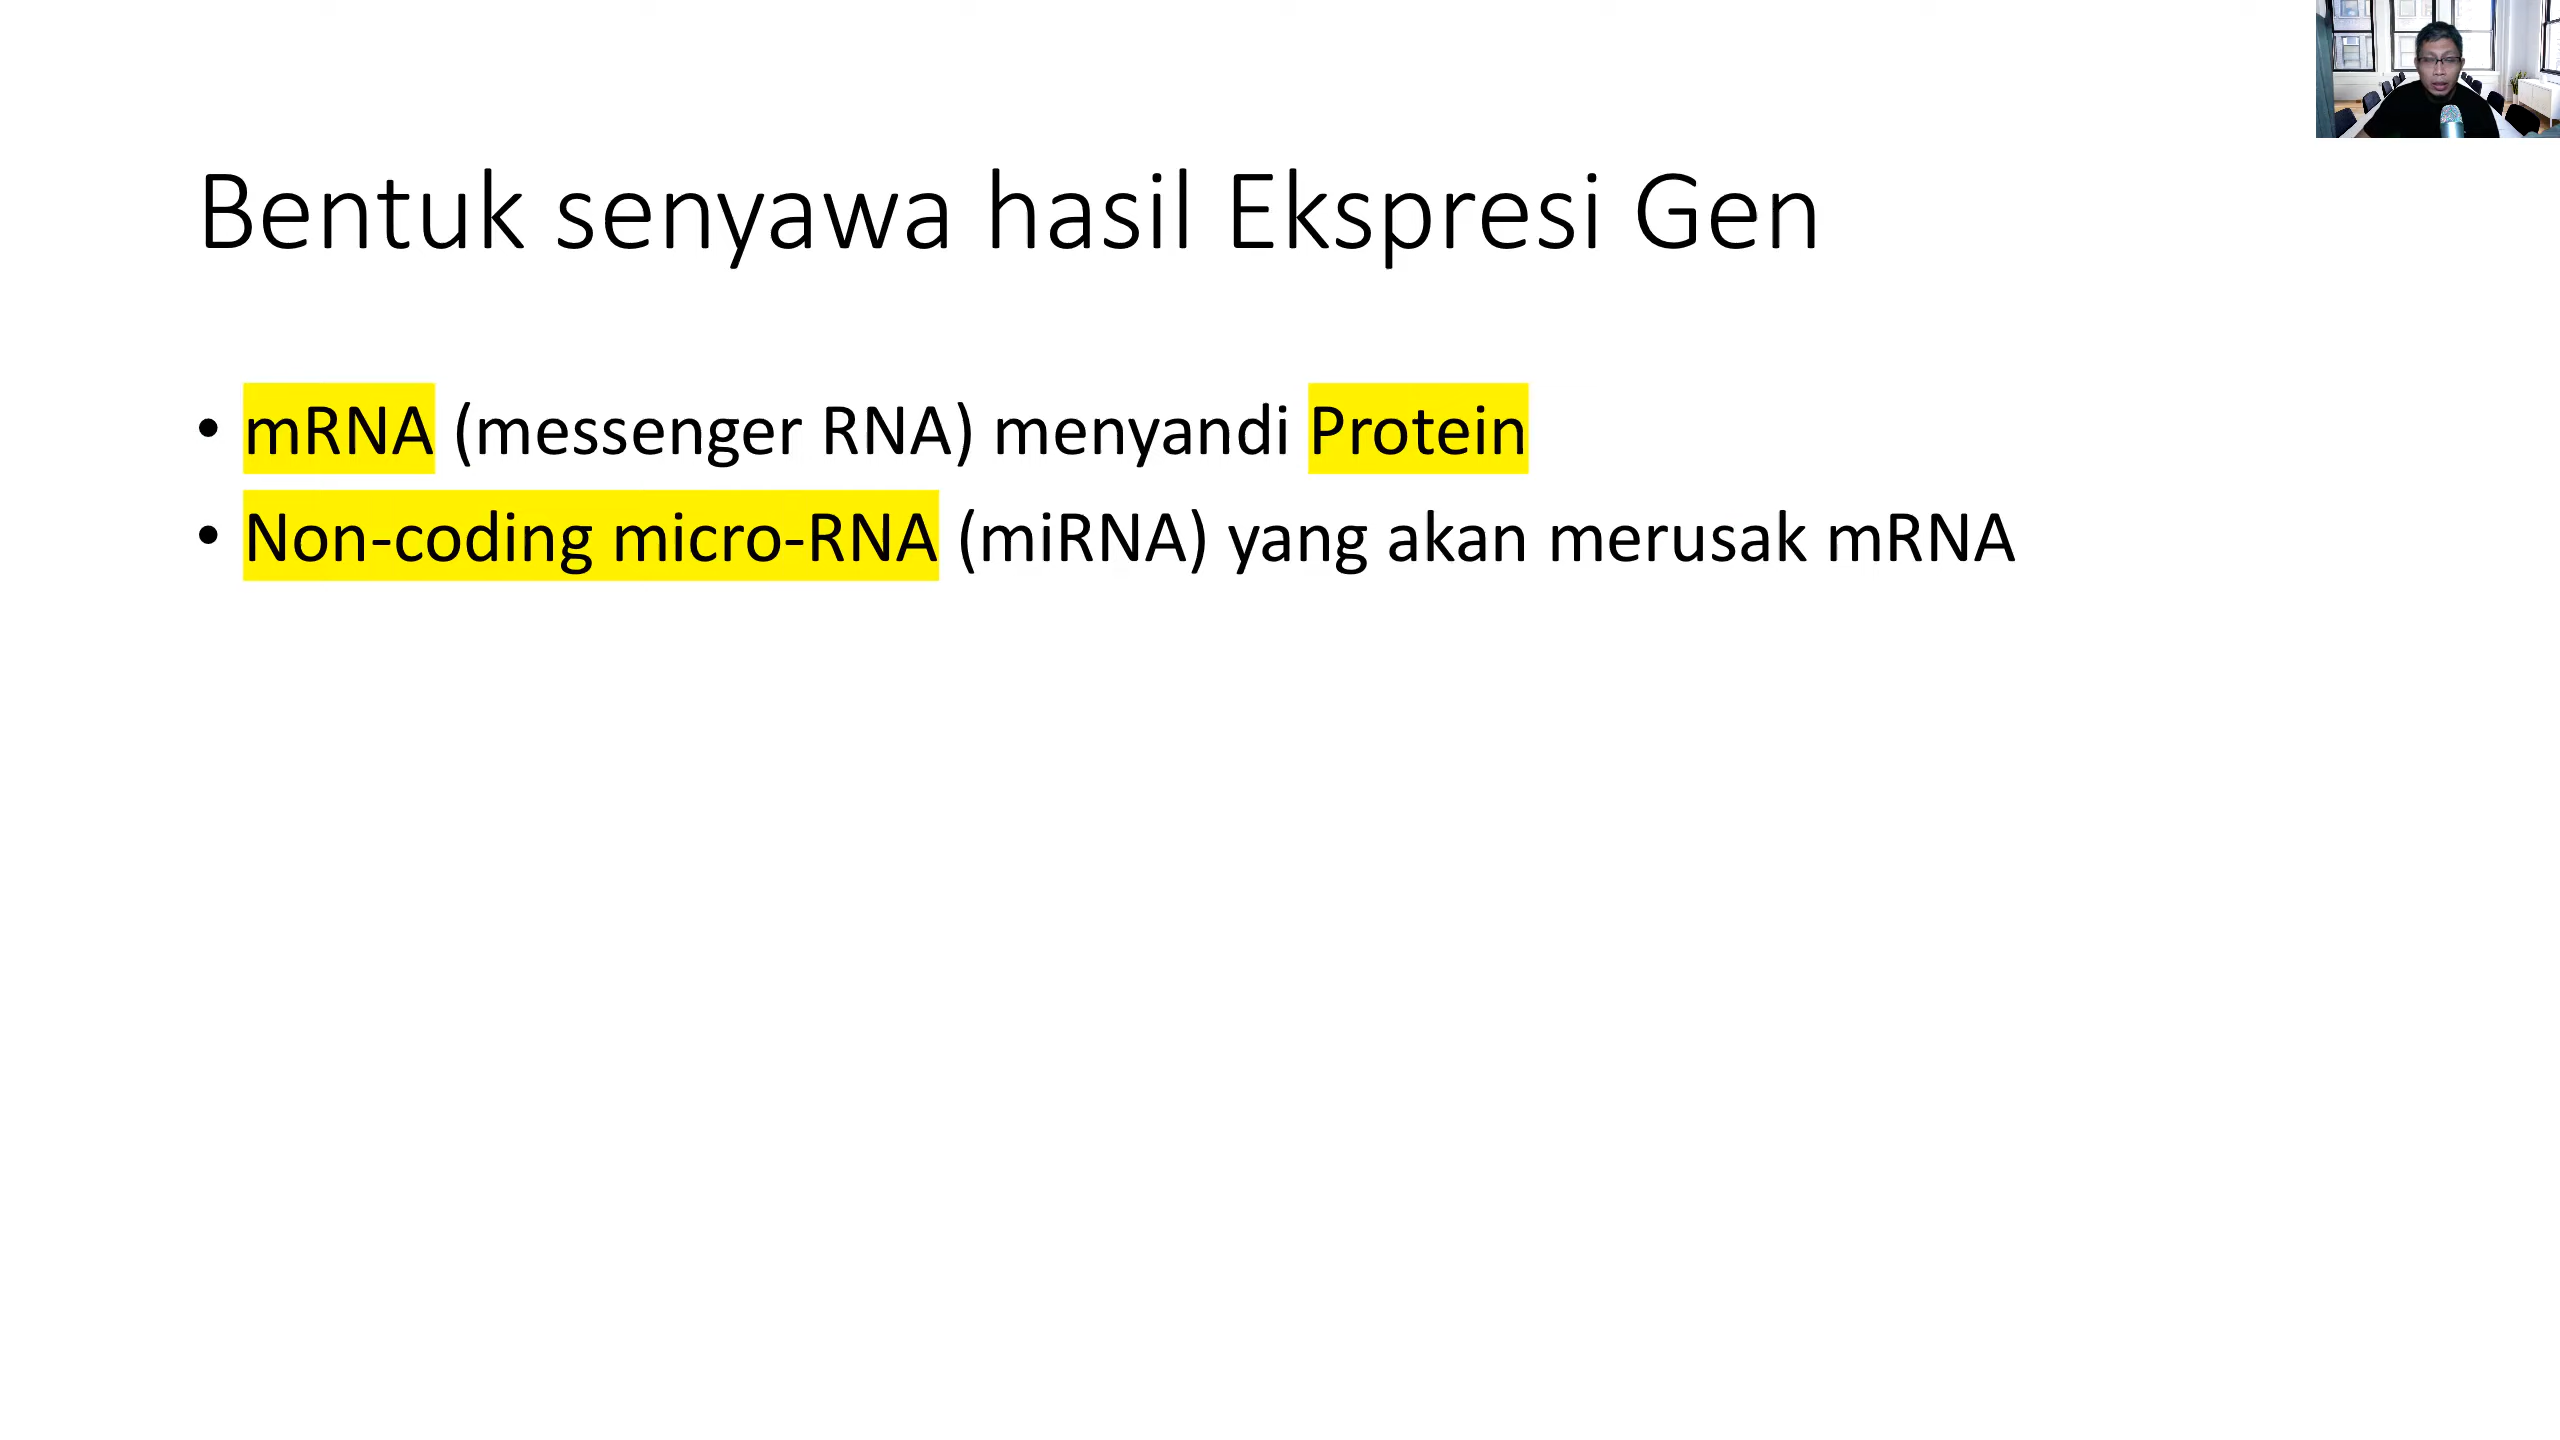 Bentuk senyawa hasil Ekspresi Gen
• mRNA (messenger RNA) menyandi Protein
• Non-coding micro-RNA (miRNA) yang akan merusak mRNA